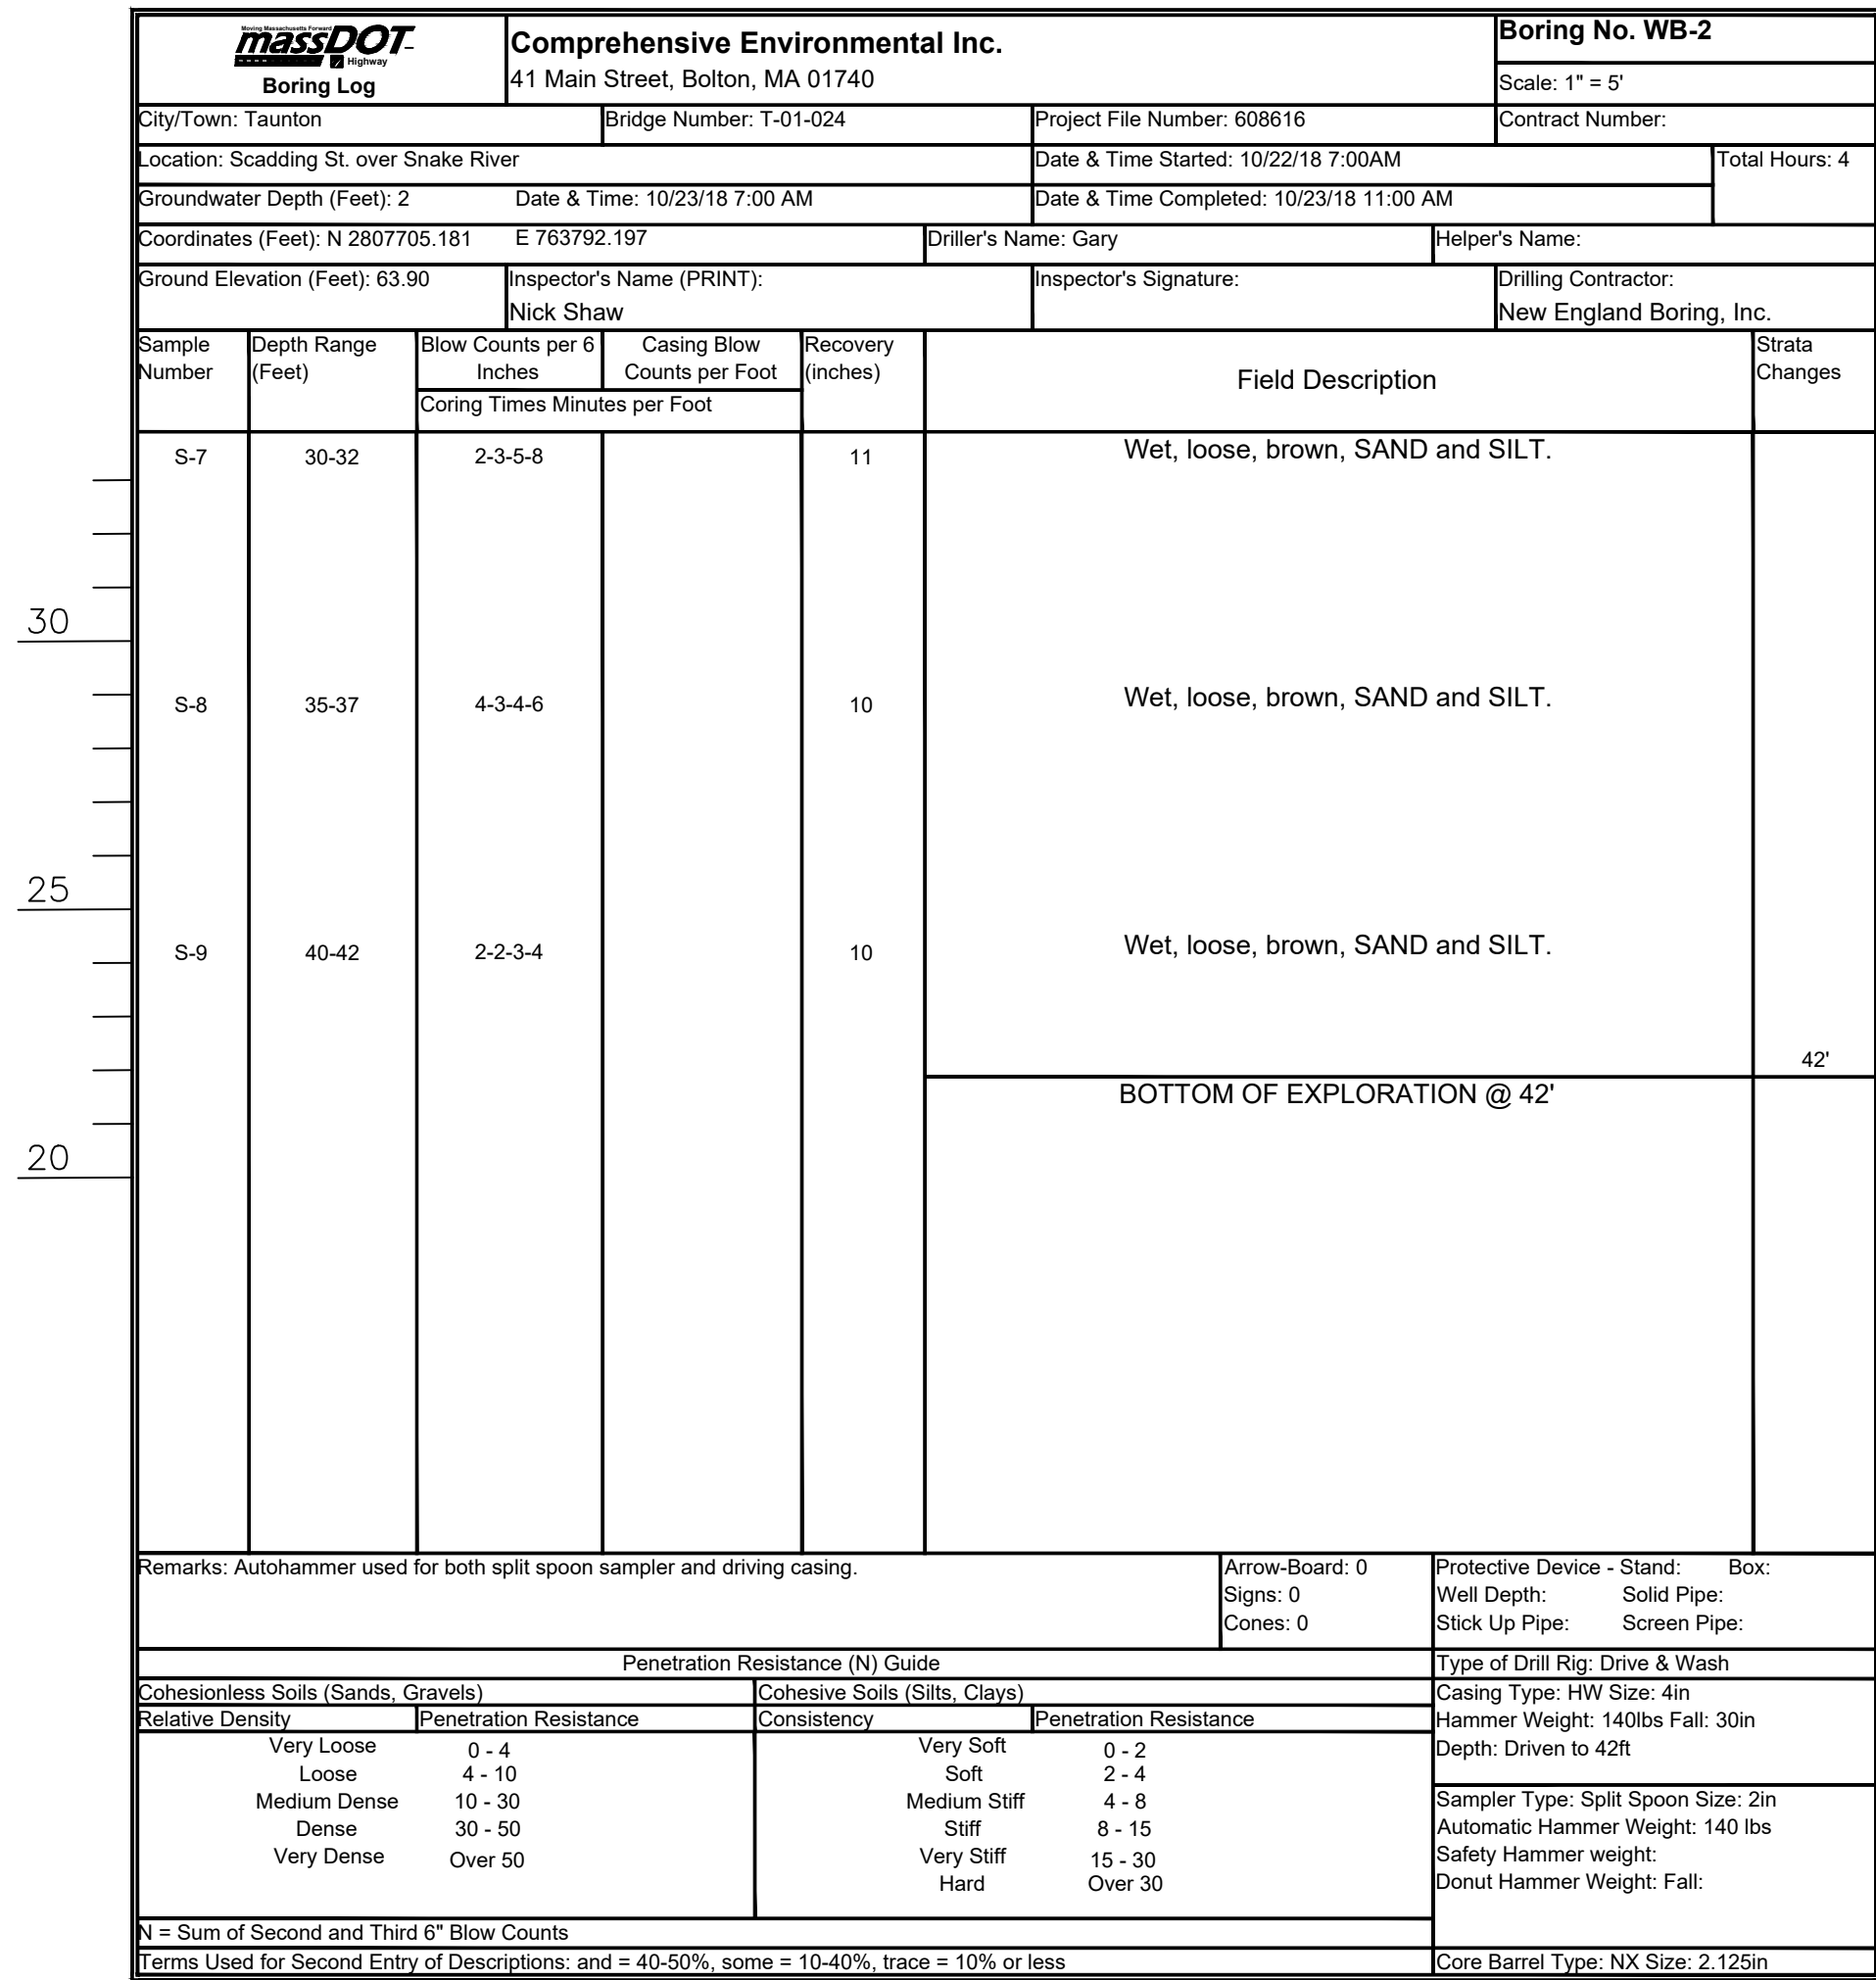 Moving Massachusetts Forward
massDOT
Highway
Boring Log
Comprehensive Environmental Inc.
41 Main Street, Bolton, MA 01740
Boring No. WB-2
Scale: 1" = 5'
City/Town: Taunton
Bridge Number: T-01-024
Project File Number: 608616
Contract Number:
Location: Scadding St. over Snake River
Date & Time Started: 10/22/18 7:00AM
Total Hours: 4
Groundwater Depth (Feet): 2 Date & Time: 10/23/18 7:00 AM
Date & Time Completed: 10/23/18 11:00 AM
Coordinates (Feet): N 2807705.181 E 763792.197
Driller's Name: Gary
Helper's Name:
Ground Elevation (Feet): 63.90
Inspector's Name (PRINT):
Nick Shaw
Inspector's Signature:
Drilling Contractor:
New England Boring, Inc.
Sample
Number
Depth Range
(Feet)
Blow Counts per 6
Inches
Casing Blow
Counts per Foot
Coring Times Minutes per Foot
Recovery
(inches)
Field Description
Strata
Changes
S-7 30-32 2-3-5-8 11 Wet, loose, brown, SAND and SILT.
30
S-8 35-37 4-3-4-6 10 Wet, loose, brown, SAND and SILT.
25
S-9 40-42 2-2-3-4 10 Wet, loose, brown, SAND and SILT.
42'
BOTTOM OF EXPLORATION @ 42'
20
Remarks: Autohammer used for both split spoon sampler and driving casing.
Arrow-Board: 0
Signs: 0
Cones: 0
Protective Device - Stand: Box:
Well Depth: Solid Pipe:
Stick Up Pipe: Screen Pipe:
Penetration Resistance (N) Guide
Type of Drill Rig: Drive & Wash
Cohesionless Soils (Sands, Gravels)
Cohesive Soils (Silts, Clays)
Relative Density Penetration Resistance
Consistency Penetration Resistance
Very Loose 0 - 4
Loose 4 - 10
Medium Dense 10 - 30
Dense 30 - 50
Very Dense Over 50
Very Soft 0 - 2
Soft 2 - 4
Medium Stiff 4 - 8
Stiff 8 - 15
Very Stiff 15 - 30
Hard Over 30
Casing Type: HW Size: 4in
Hammer Weight: 140lbs Fall: 30in
Depth: Driven to 42ft
Sampler Type: Split Spoon Size: 2in
Automatic Hammer Weight: 140 lbs
Safety Hammer weight:
Donut Hammer Weight: Fall:
N = Sum of Second and Third 6" Blow Counts
Terms Used for Second Entry of Descriptions: and = 40-50%, some = 10-40%, trace = 10% or less
Core Barrel Type: NX Size: 2.125in